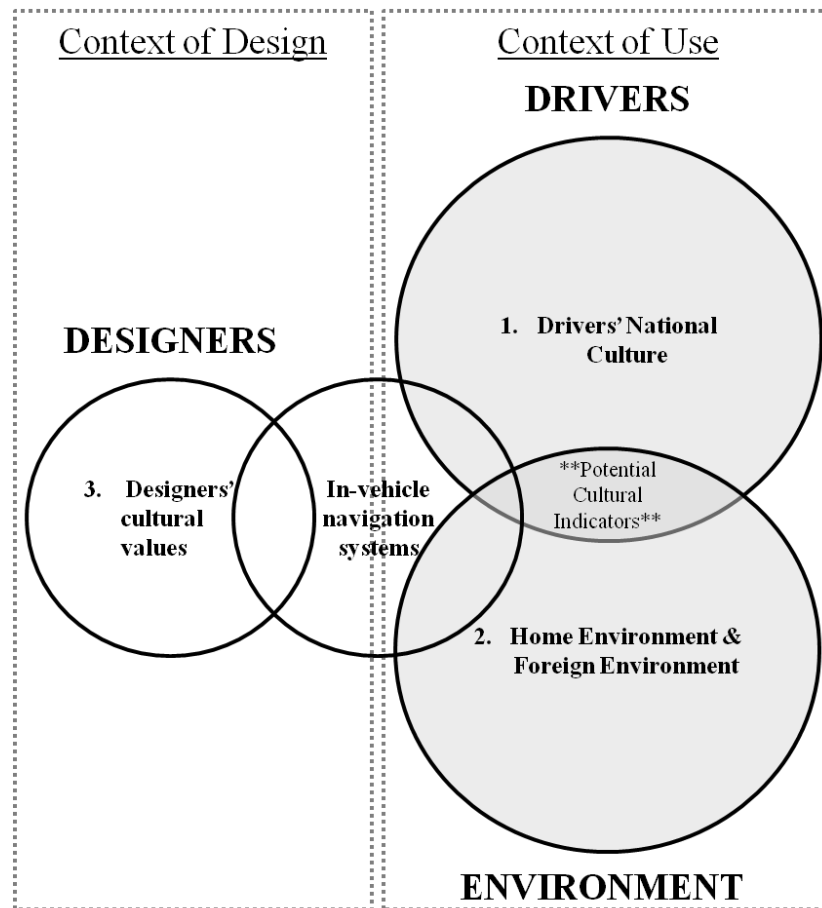 Context of Design
Context of Use
DRIVERS
1. Drivers' National
Culture
DESIGNERS
3. Designers'
cultural
values
In-vehicle
navigation
systems
**Potential
Cultural
Indicators**
2. Home Environment &
Foreign Environment
ENVIRONMENT